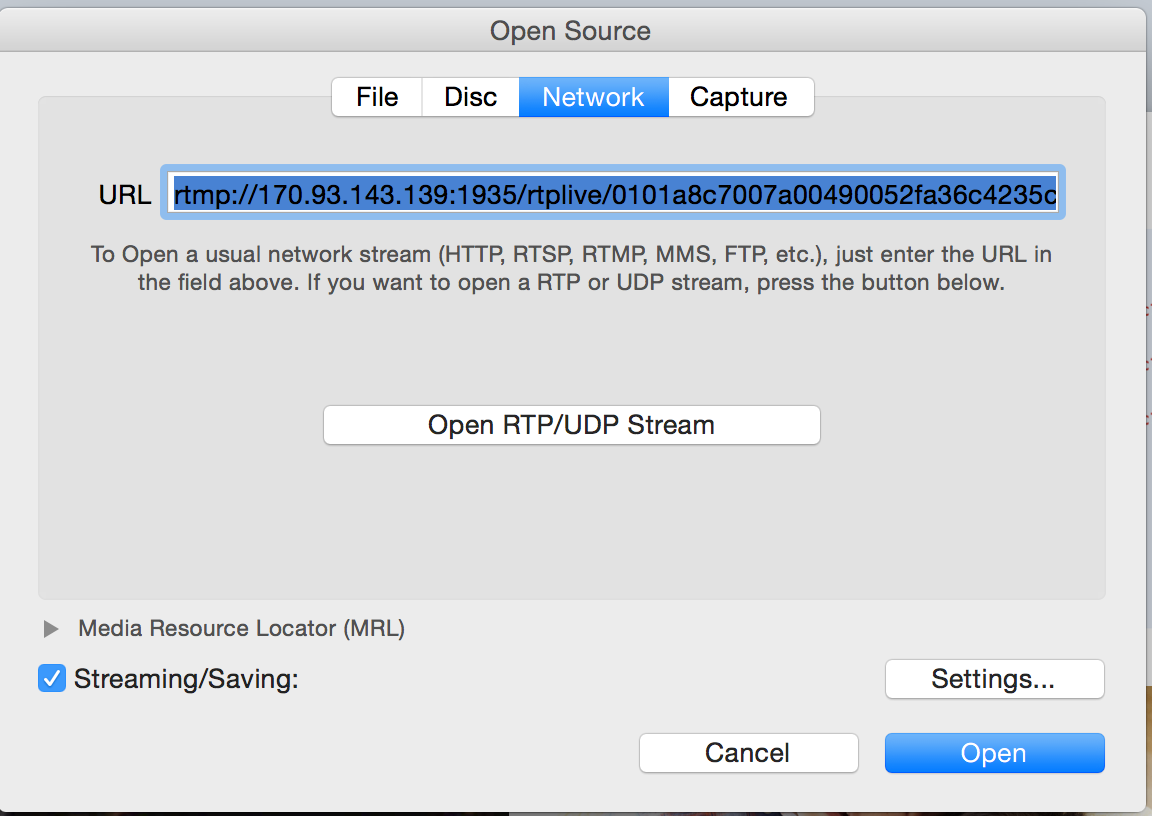 Open Source
File Disc Network Capture
URL rtmp://170.93.143.139:1935/rtplive/0101a8c7007a00490052fa36c4235c
To Open a usual network stream (HTTP, RTSP, RTMP, MMS, FTP, etc.), just enter the URL in
the field above. If you want to open a RTP or UDP stream, press the button below.
Open RTP/UDP Stream
Media Resource Locator (MRL)
Streaming/Saving:
Settings...
Cancel
Open